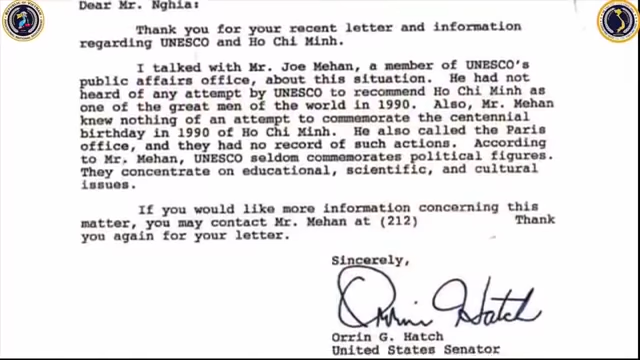 Dear Mr. Nghia:
Thank you for your recent letter and information
regarding UNESCO and Ho Chi Minh.
I talked with Mr. Joe Mehan, a member of UNESCO's
public affairs office, about this situation. He had not
heard of any attempt by UNESCO to recommend Ho Chi Minh as
one of the great men of the world in 1990. Also, Mr. Mehan
knew nothing of an attempt to commemorate the centennial
birthday in 1990 of Ho Chi Minh. He also called the Paris
office, and they had no record of such actions. According
to Mr. Mehan, UNESCO seldom commemorates political figures.
They concentrate on educational, scientific, and cultural
issues.
If you would like more information concerning this
matter, you may contact Mr. Mehan at (212) Thank
you again for your letter.
Sincerely,
Orrin Hatch
Orrin G. Hatch
United States Senator